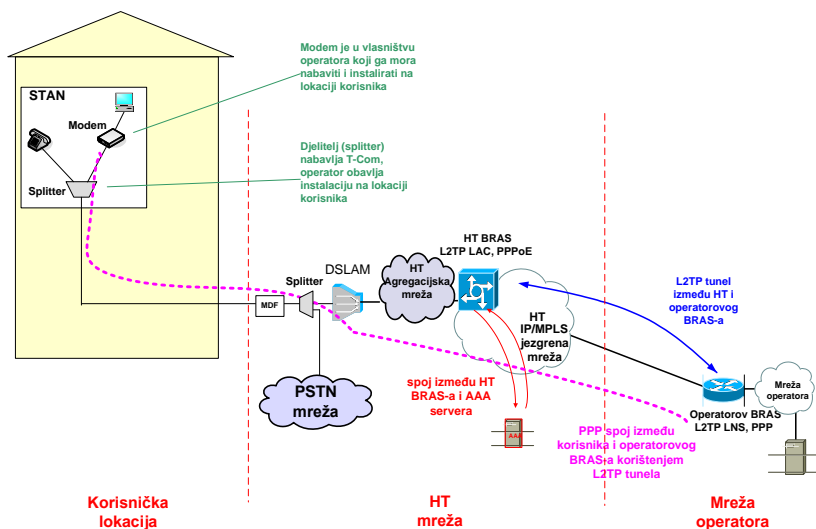 Modem je u vlasništvu
operatora koji ga mora
nabaviti i instalirati na
lokaciji korisnika
STAN
Modem
Djelitelj (splitter)
nabavlja T-Com,
operator obavlja
instalaciju na lokaciji
korisnika
Splitter
HT BRAS
L2TP LAC, PPPoE
Splitter
DSLAM
HT
Agregacijska
mreža
L2TP tunel
između HT i
operatorovog
BRAS-a
MDF
HT
IP/MPLS
jezgrena
mreža
PSTN
mreža
spoj između HT
BRAS-a i AAA
servera
AAA
Mreža
operatora
Operatorov BRAS
L2TP LNS, PPP
PPP spoj između
korisnika i operatorovog
BRAS-a korištenjem
L2TP tunela
Korisnička
lokacija
HT
mreža
Mreža
operatora